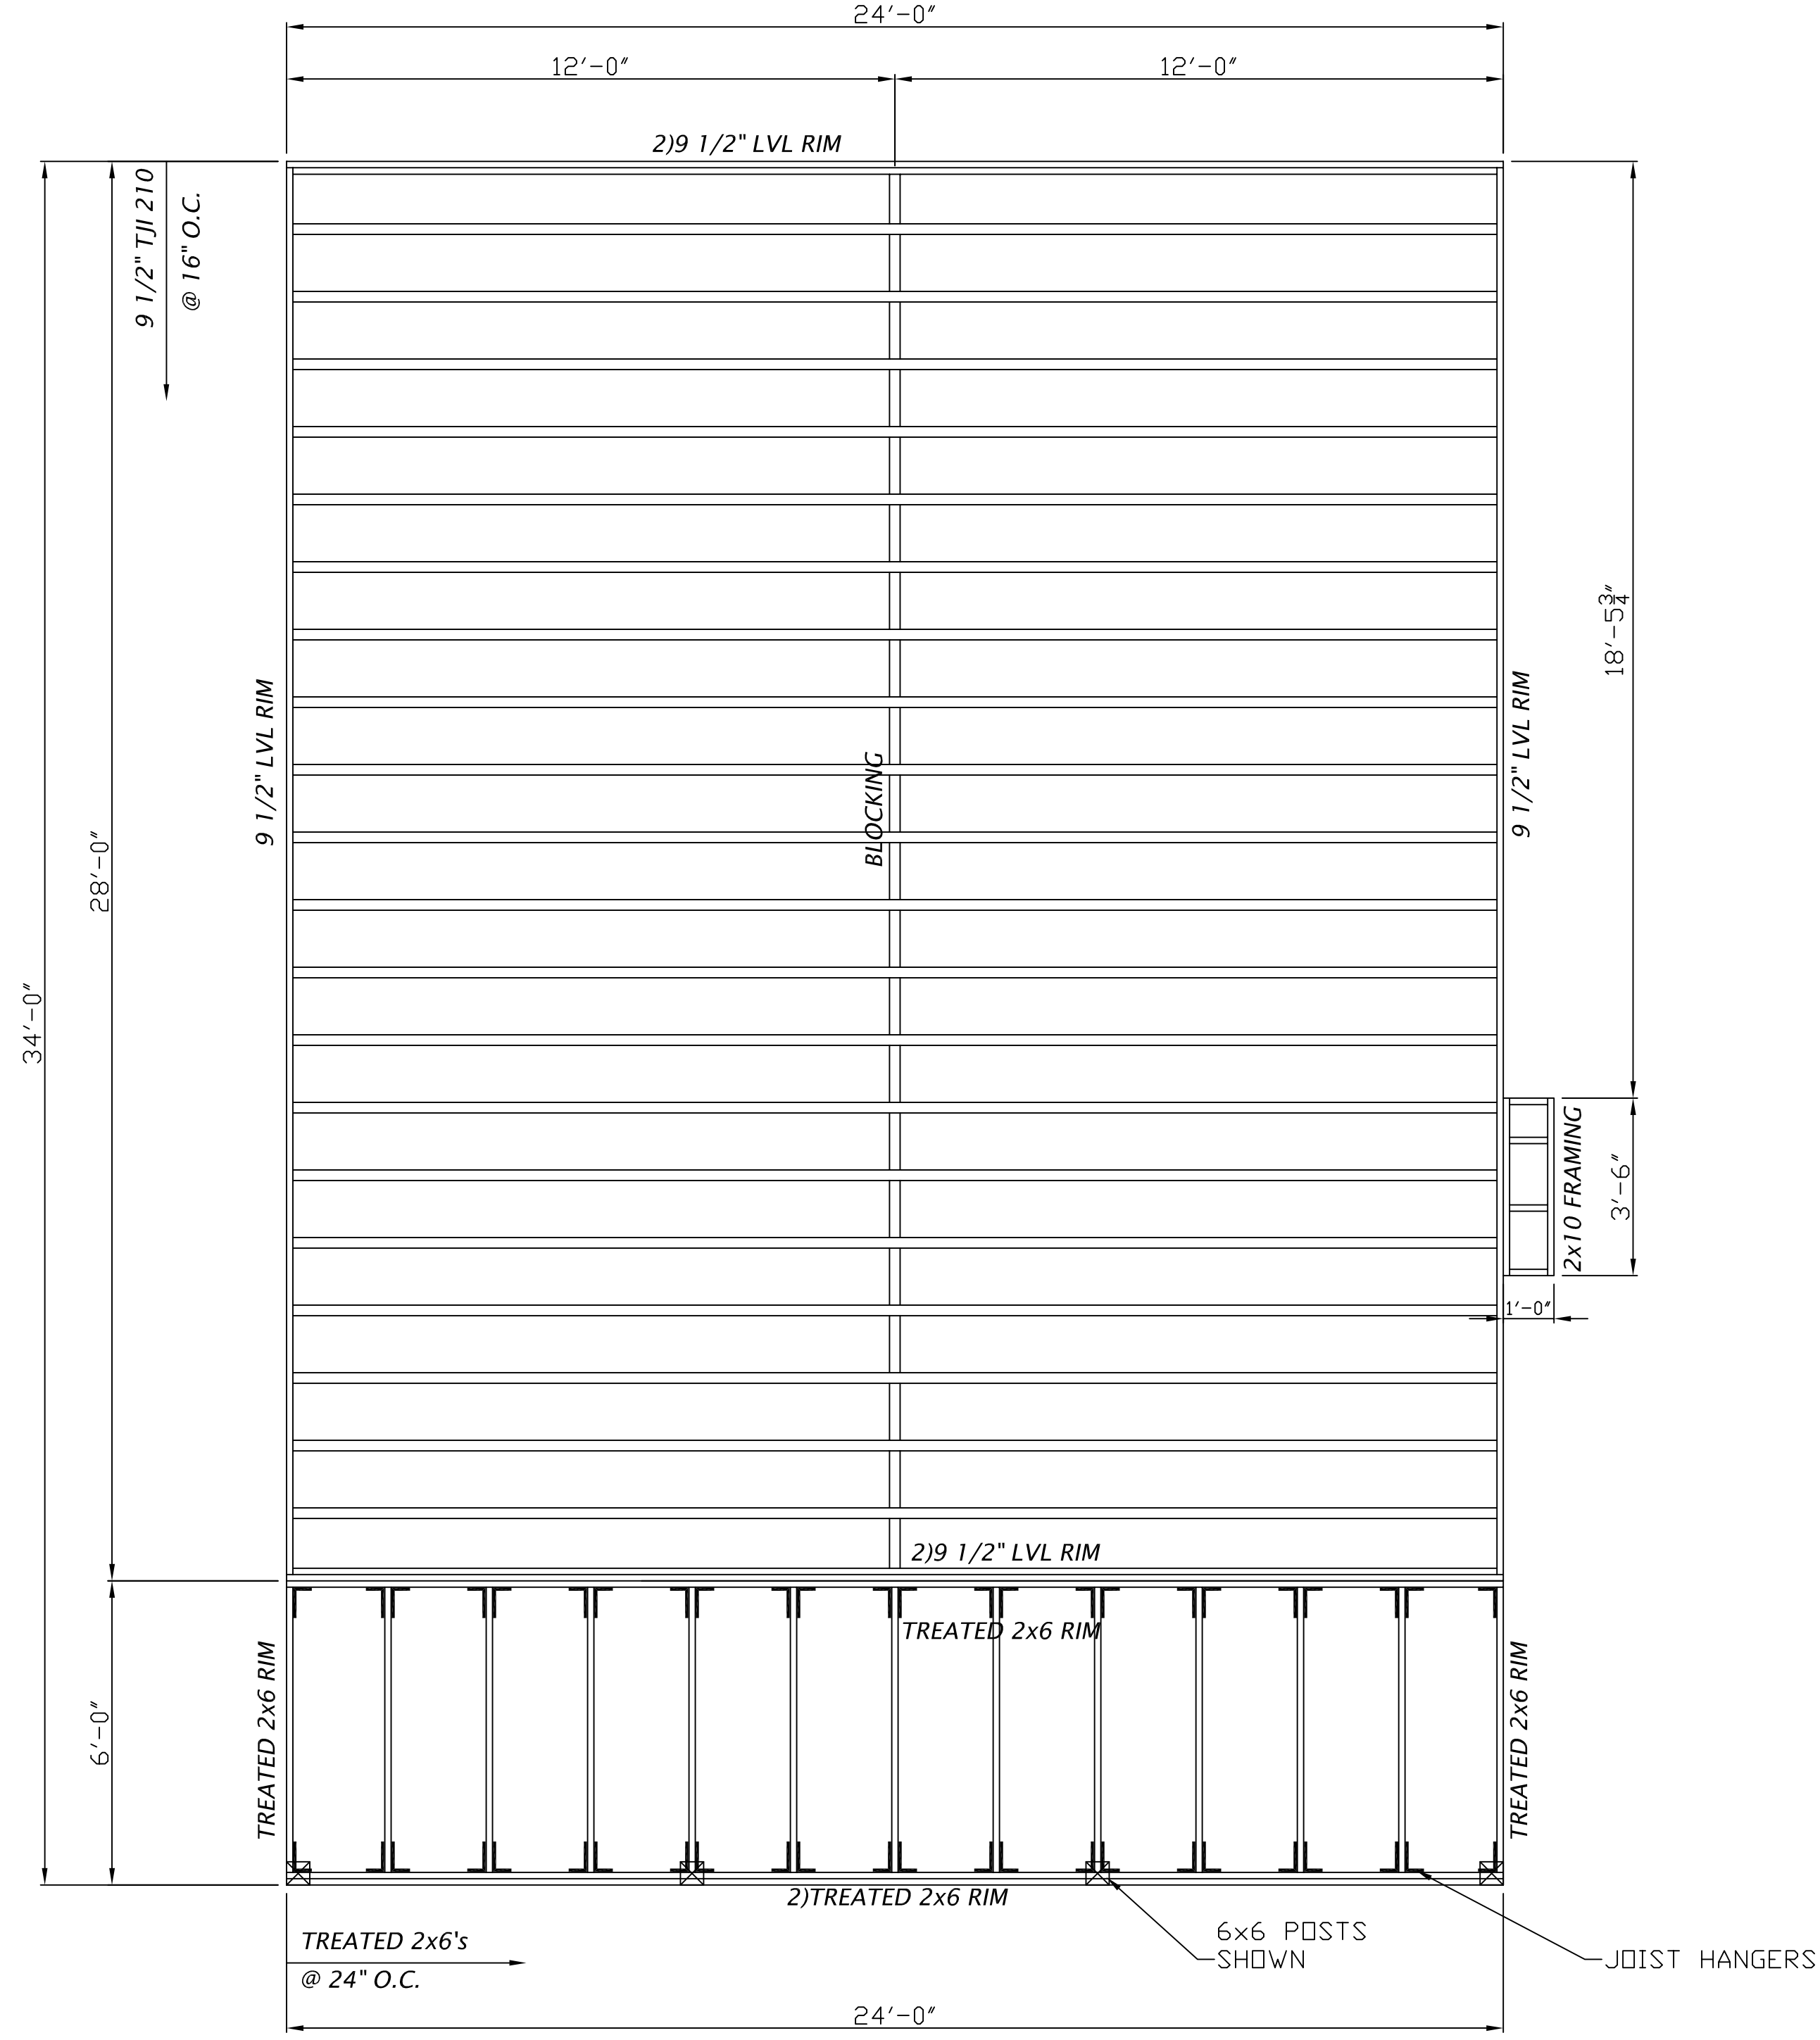 24'-0"
12'-0"
12'-0"
2)9 1/2" LVL RIM
9 1/2" TJI 210
@ 16" O.C.
18'-5 3/4"
9 1/2" LVL RIM
9 1/2" LVL RIM
BLOCKING
28'-0"
34'-0"
2x10 FRAMING
3'-6"
1'-0"
2)9 1/2" LVL RIM
TREATED 2x6 RIM
TREATED 2x6 RIM
TREATED 2x6 RIM
6'-0"
2)TREATED 2x6 RIM
TREATED 2x6's
@ 24" O.C.
6x6 POSTS
SHOWN
JOIST HANGERS
24'-0"